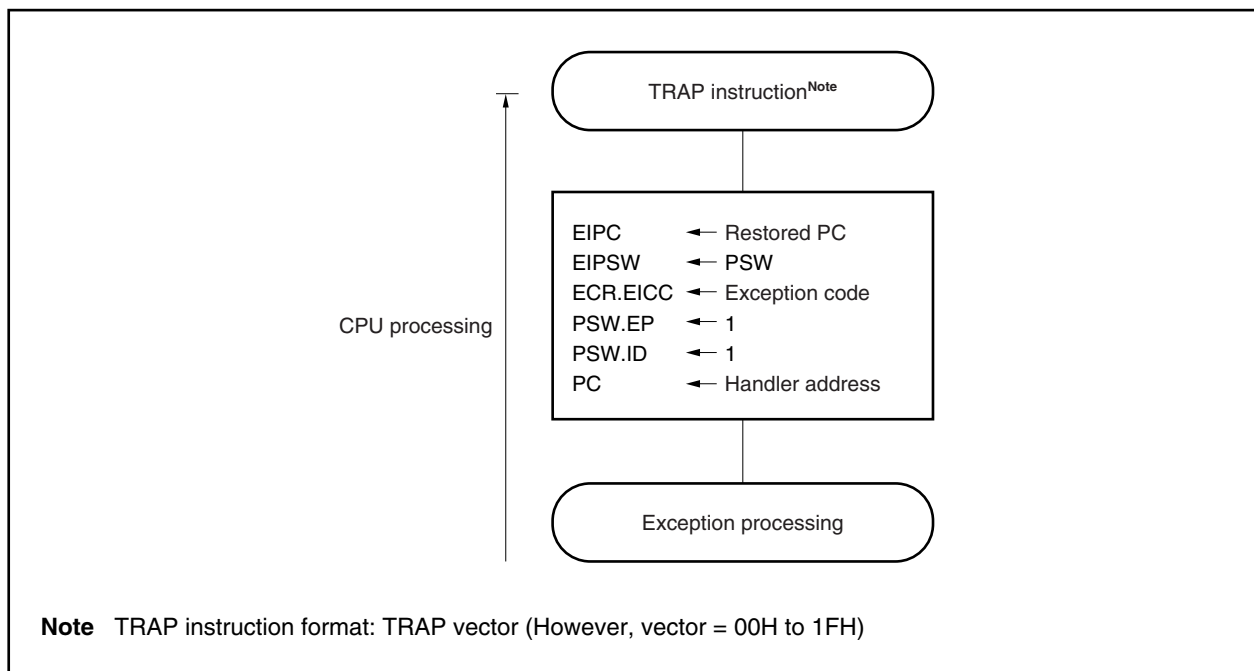 TRAP instructionNote
EIPC ← Restored PC
EIPSW ← PSW
ECR.EICC ← Exception code
PSW.EP ← 1
PSW.ID ← 1
PC ← Handler address
CPU processing
Exception processing
Note TRAP instruction format: TRAP vector (However, vector = 00H to 1FH)